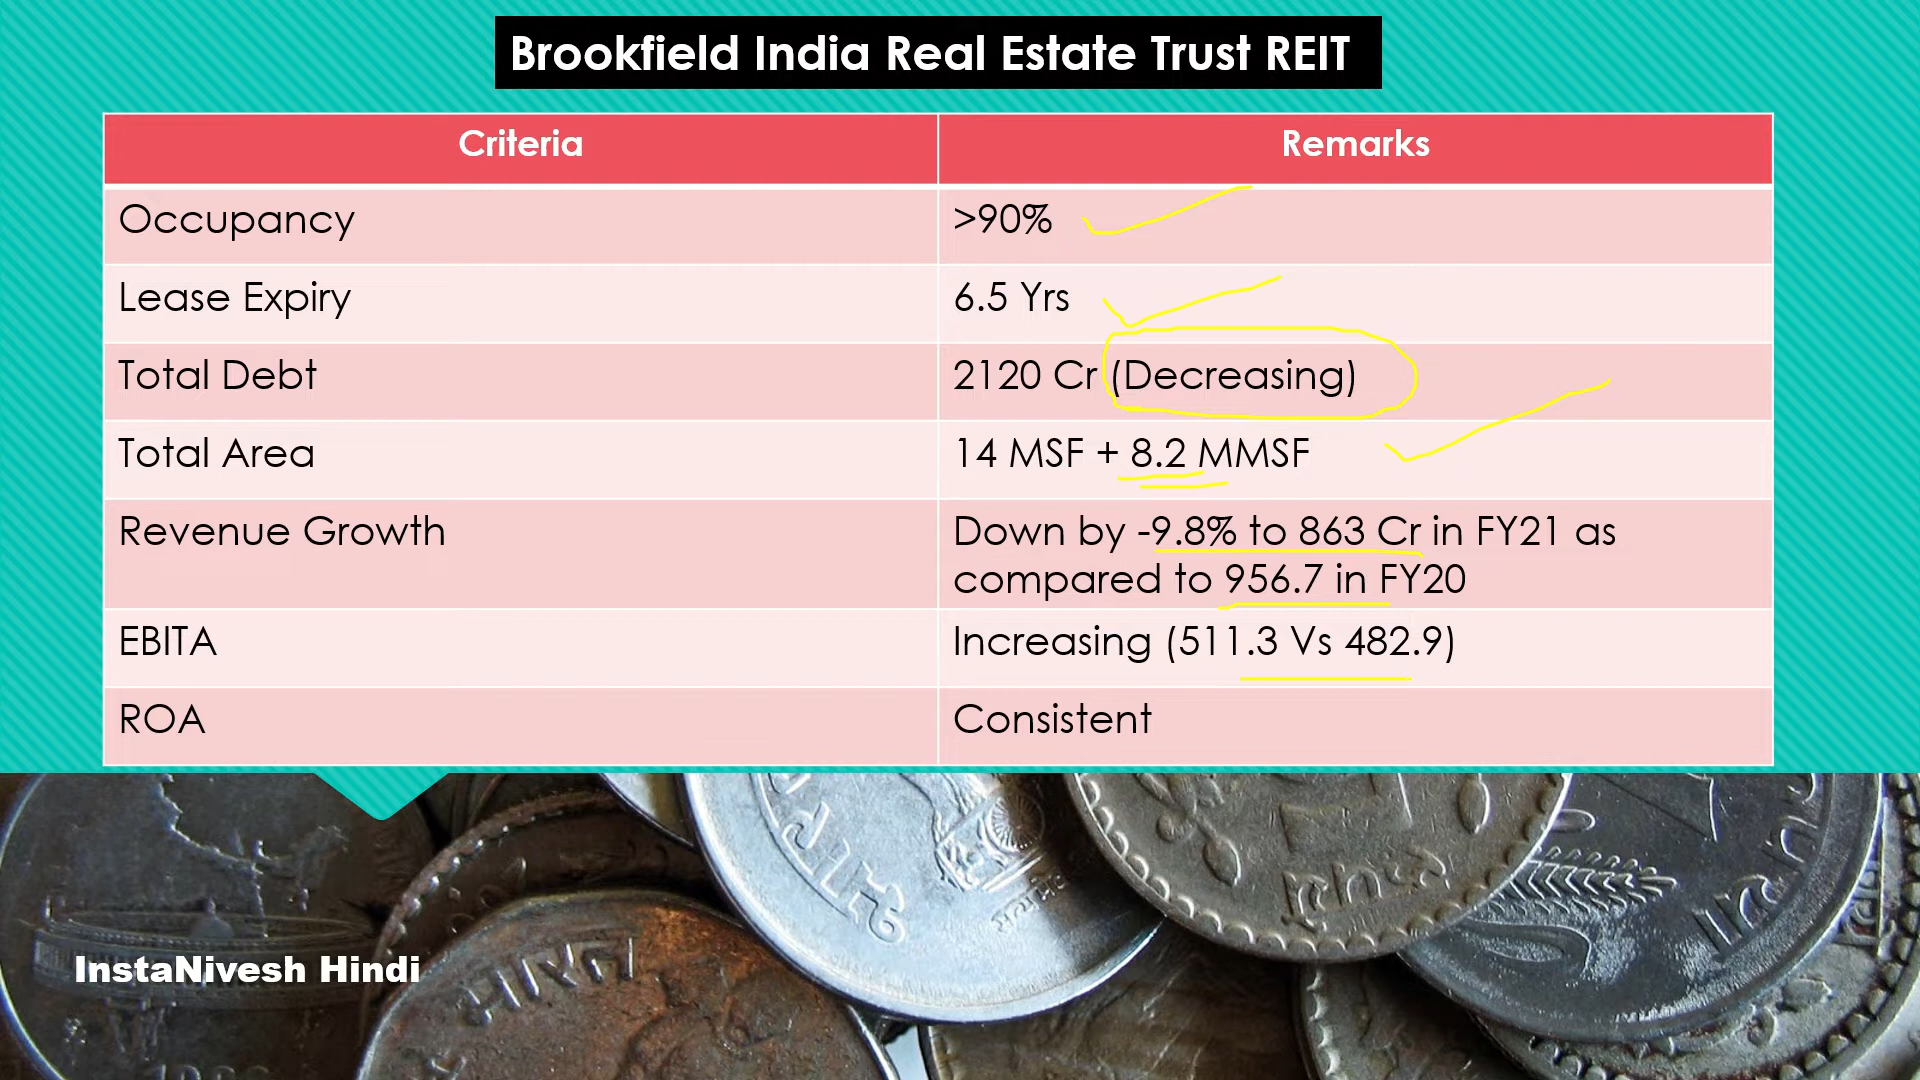 Brookfield India Real Estate Trust REIT
Criteria
Remarks
Occupancy
>90%
Lease Expiry
6.5 Yrs
Total Debt
2120 Cr (Decreasing)
Total Area
14 MSF + 8.2 MMSF
Revenue Growth
Down by -9.8% to 863 Cr in FY21 as
compared to 956.7 in FY20
EBITA
Increasing (511.3 Vs 482.9)
ROA
Consistent
InstaNivesh Hindi